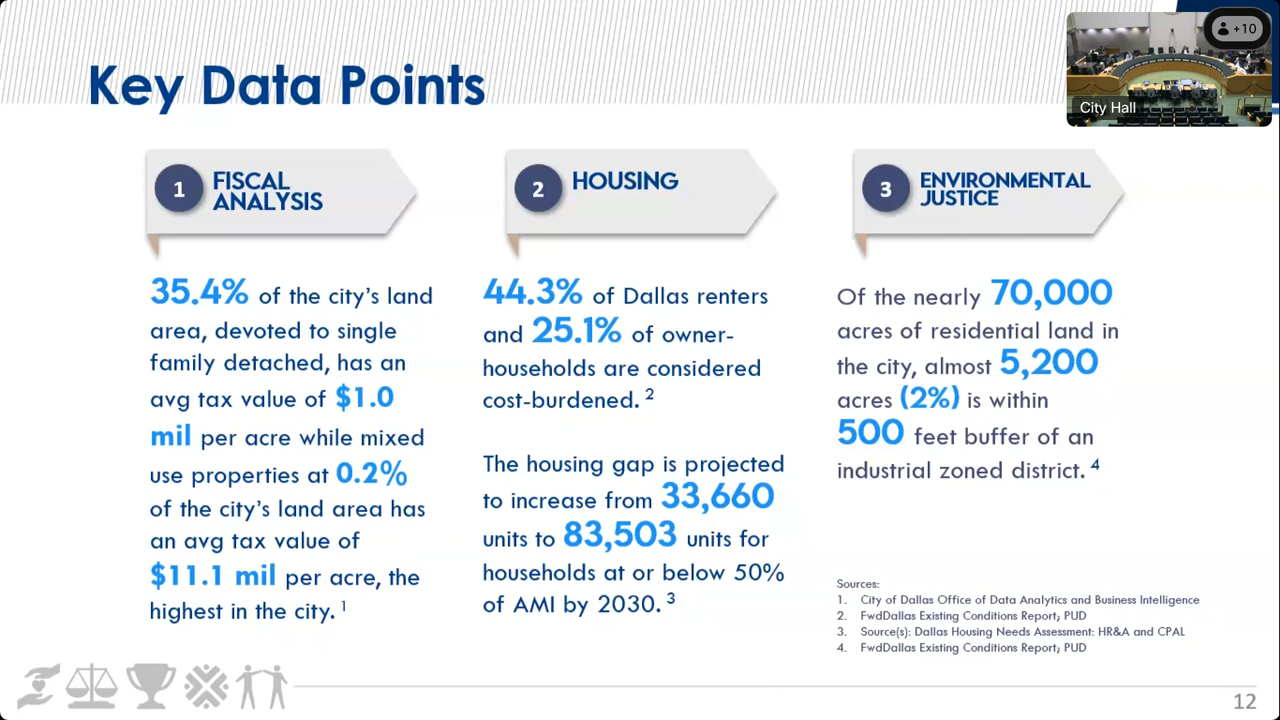 Key Data Points
+10
City Hall
1
FISCAL
ANALYSIS
35.4% of the city's land
area, devoted to single
family detached, has an
avg tax value of $1.0
mil per acre while mixed
use properties at 0.2%
of the city's land area has
an avg tax value of
$11.1 mil per acre, the
highest in the city. 1
2
HOUSING
44.3% of Dallas renters
and 25.1% of owner-
households are considered
cost-burdened. 2
The housing gap is projected
to increase from 33,660
units to 83,503 units for
households at or below 50%
of AMI by 2030. 3
3
ENVIRONMENTAL
JUSTICE
Of the nearly 70,000
acres of residential land in
the city, almost 5,200
acres (2%) is within
500 feet buffer of an
industrial zoned district. 4
Sources:
1. City of Dallas Office of Data Analytics and Business Intelligence
2. FwdDallas Existing Conditions Report; PUD
3. Source(s): Dallas Housing Needs Assessment: HR&A and CPAL
4. FwdDallas Existing Conditions Report; PUD
12